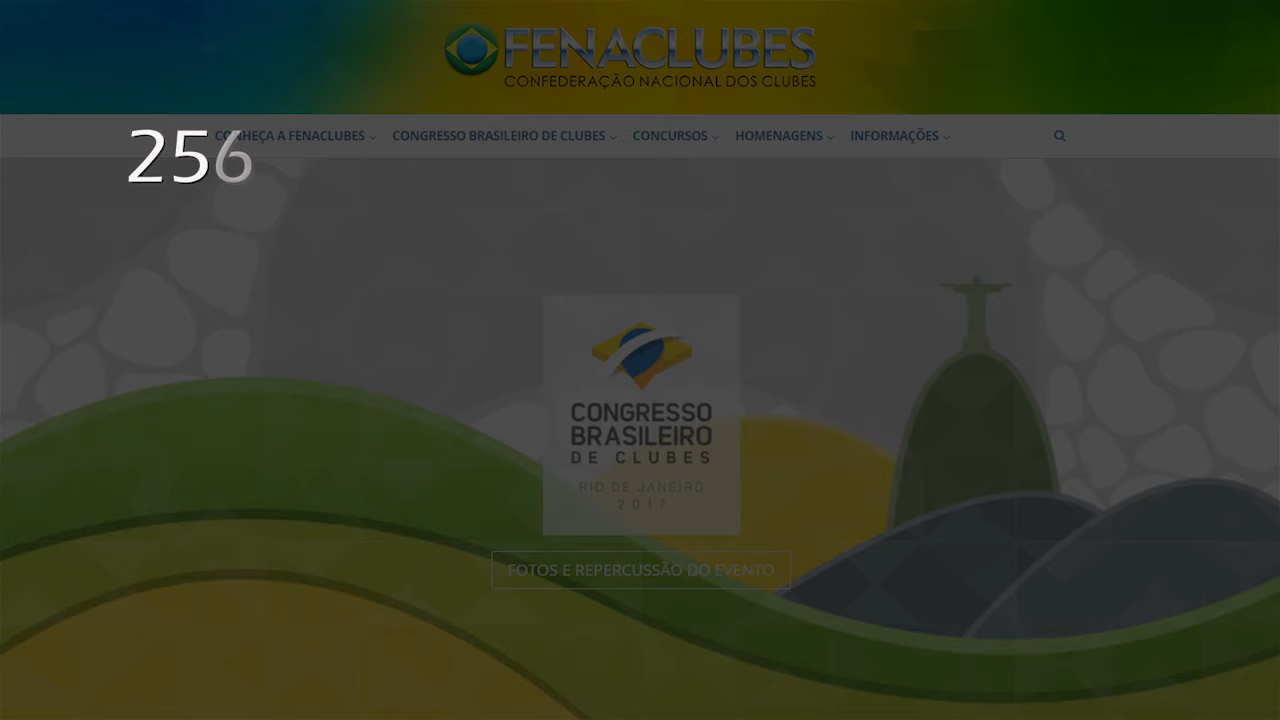 FENACLUBES
CONFEDERAÇÃO NACIONAL DOS CLUBES
CONHEÇA A FENACLUBES CONGRESSO BRASILEIRO DE CLUBES CONCURSOS HOMENAGENS INFORMAÇÕES
256
CONGRESSO
BRASILEIRO
DE CLUBES
RIO DE JANEIRO
2017
FOTOS E REPERCUSSÃO DO EVENTO